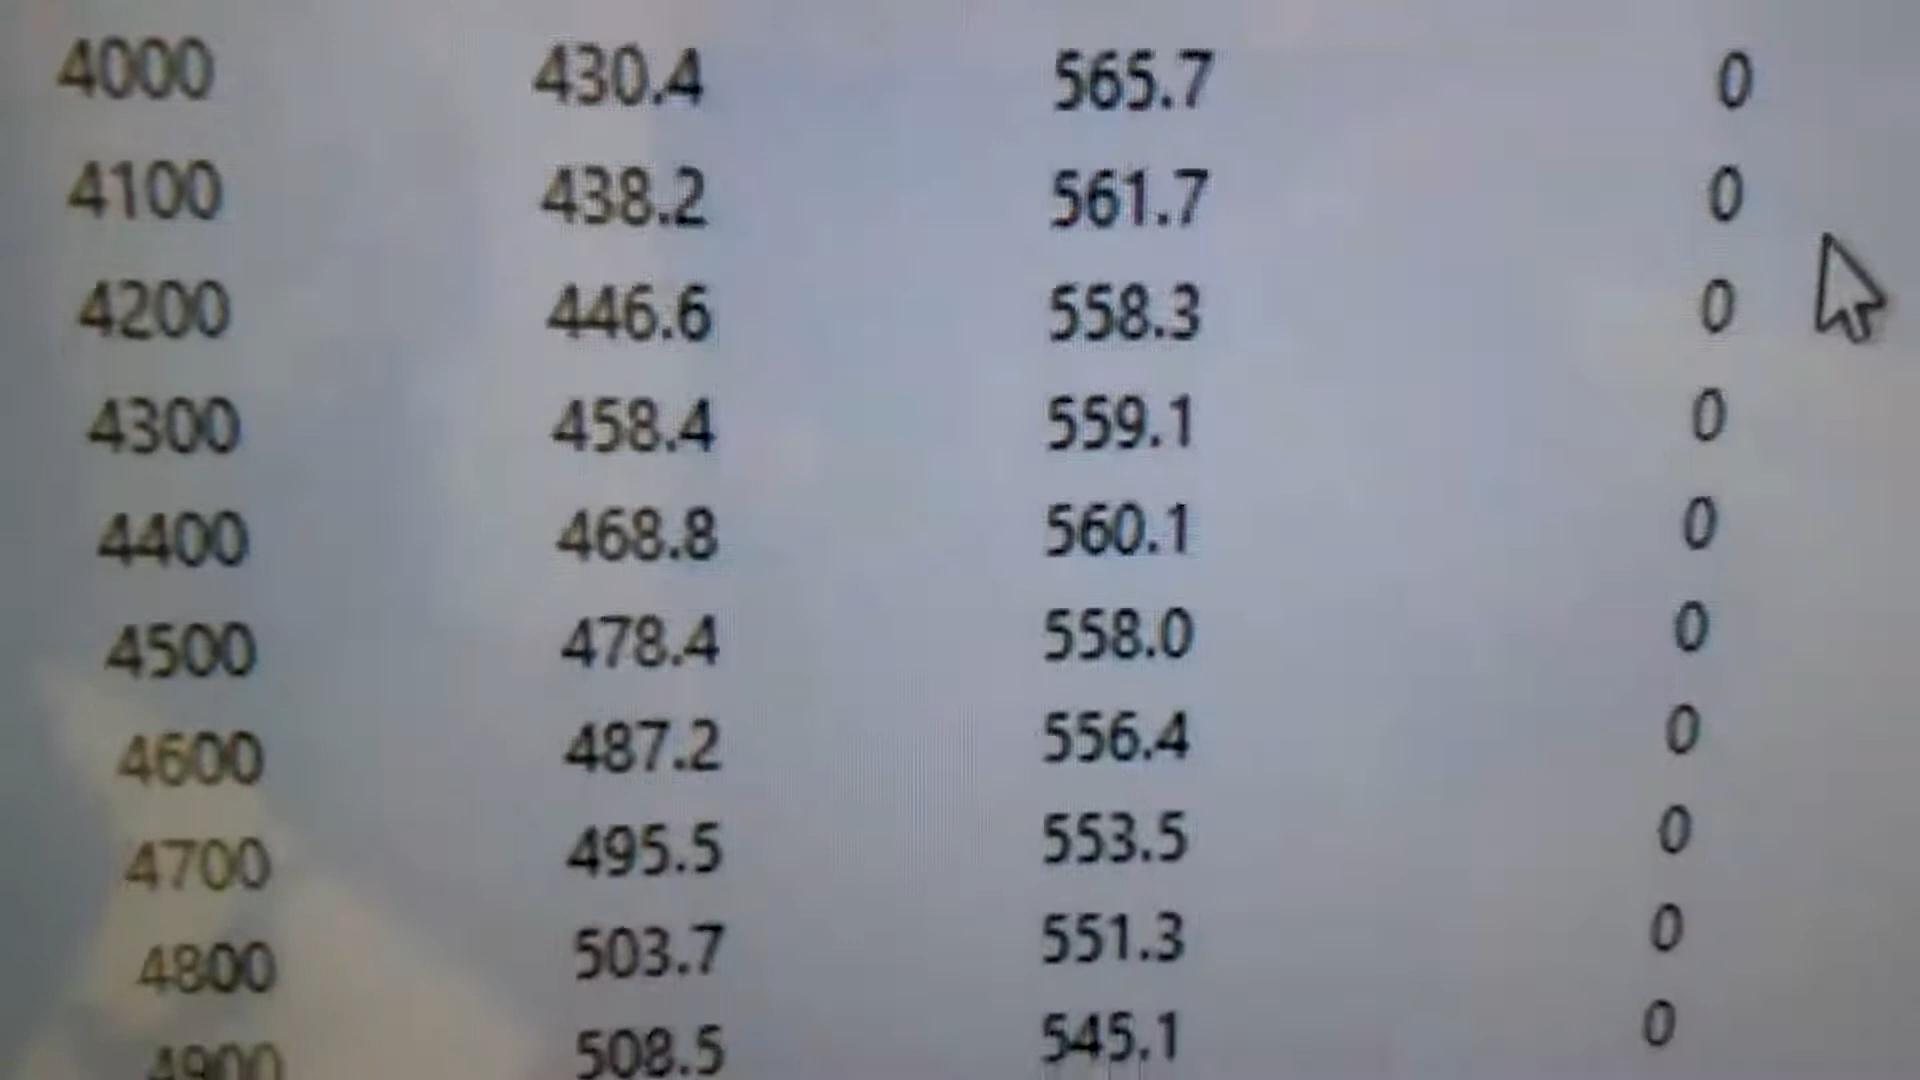 4000 430.4 565.7 0
4100 438.2 561.7 0
4200 446.6 558.3 0
4300 458.4 559.1 0
4400 468.8 560.1 0
4500 478.4 558.0 0
4600 487.2 556.4 0
4700 495.5 553.5 0
4800 503.7 551.3 0
4900 508.5 545.1 0